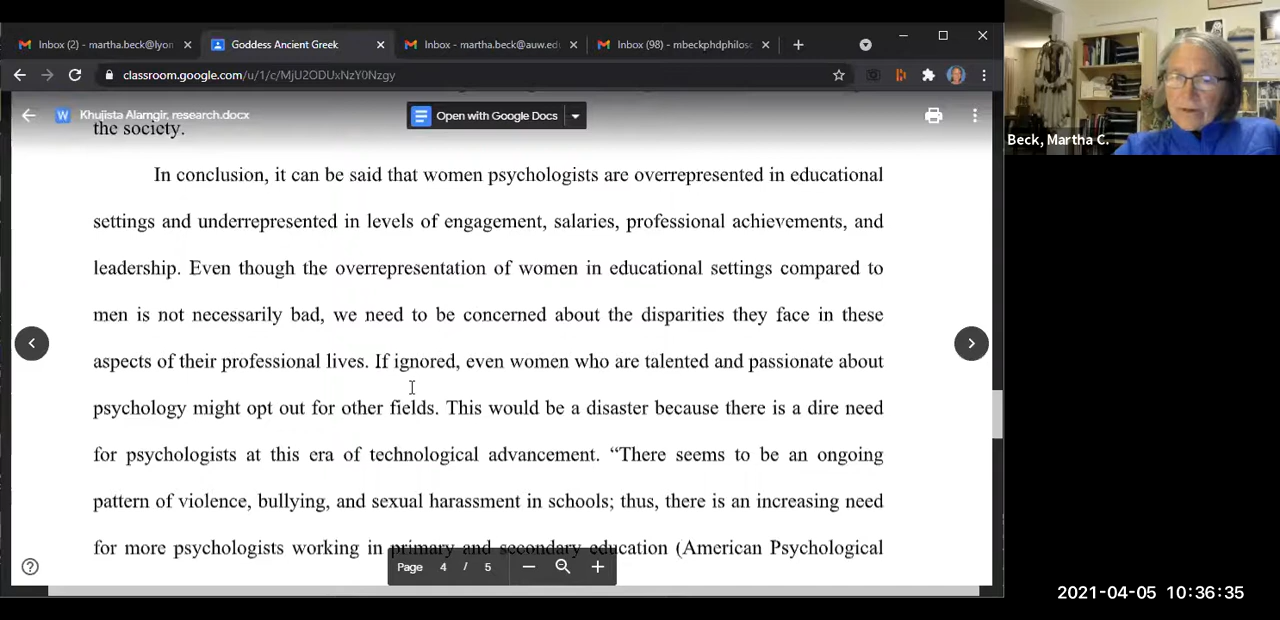 Inbox (2) - martha.beck@lyon
Goddess Ancient Greek
Inbox - martha.beck@auw.ed
Inbox (98) - mbeckphdphilos
classroom.google.com/u/1/c/MjU2ODUxNzY0Nzgy
Khujista Alamgir, research.docx
Open with Google Docs
Beck, Martha C.
the society.
In conclusion, it can be said that women psychologists are overrepresented in educational
settings and underrepresented in levels of engagement, salaries, professional achievements, and
leadership. Even though the overrepresentation of women in educational settings compared to
men is not necessarily bad, we need to be concerned about the disparities they face in these
aspects of their professional lives. If ignored, even women who are talented and passionate about
psychology might opt out for other fields. This would be a disaster because there is a dire need
for psychologists at this era of technological advancement. “There seems to be an ongoing
pattern of violence, bullying, and sexual harassment in schools; thus, there is an increasing need
for more psychologists working in primary and secondary education (American Psychological
Page 4 / 5
2021-04-05 10:36:35